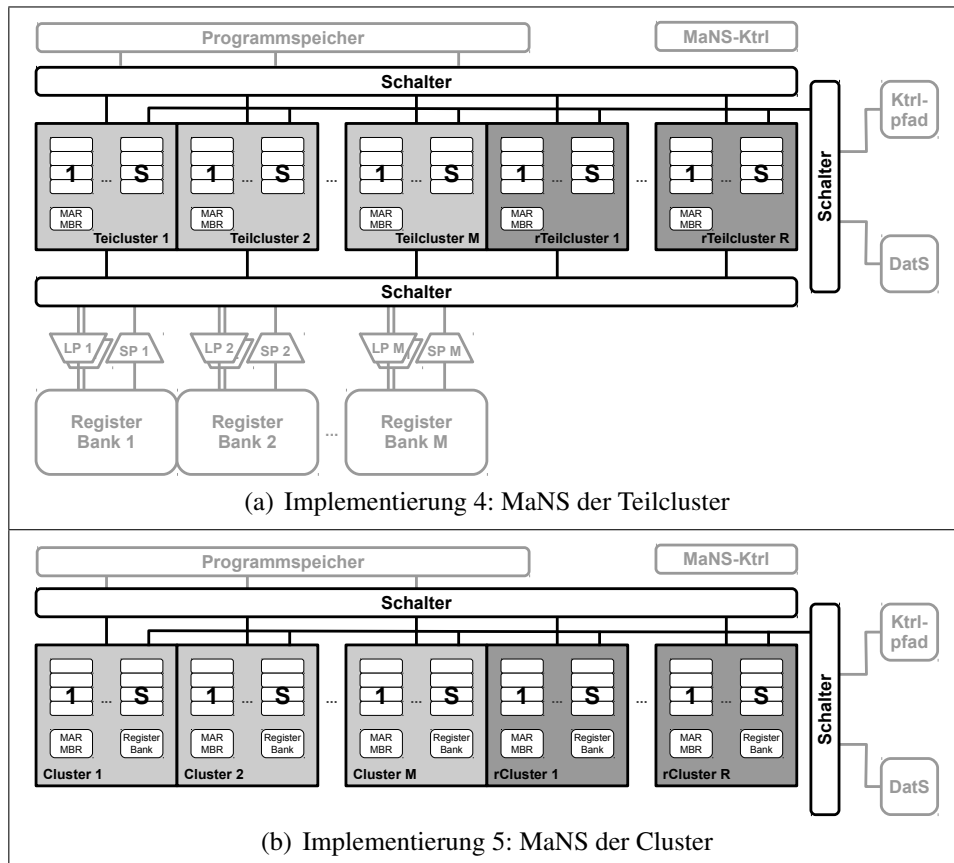 Programmspeicher
MaNS-Ktrl
Schalter
Ktrl-
pfad
1 ... S 1 ... S ... 1 ... S 1 ... S ... 1 ... S
Schalter
MAR
MBR
MAR
MBR
MAR
MBR
MAR
MBR
MAR
MBR
Teilcluster 1
Teilcluster 2
Teilcluster M
rTeilcluster 1
rTeilcluster R
DatS
Schalter
LP 1
SP 1
LP 2
SP 2
LP M
SP M
Register
Bank 1
Register
Bank 2
...
Register
Bank M
(a) Implementierung 4: MaNS der Teilcluster
Programmspeicher
MaNS-Ktrl
Schalter
Ktrl-
pfad
1 ... S 1 ... S ... 1 ... S 1 ... S ... 1 ... S
Schalter
MAR
MBR
Register
Bank
MAR
MBR
Register
Bank
MAR
MBR
Register
Bank
MAR
MBR
Register
Bank
MAR
MBR
Register
Bank
Cluster 1
Cluster 2
Cluster M
rCluster 1
rCluster R
DatS
(b) Implementierung 5: MaNS der Cluster